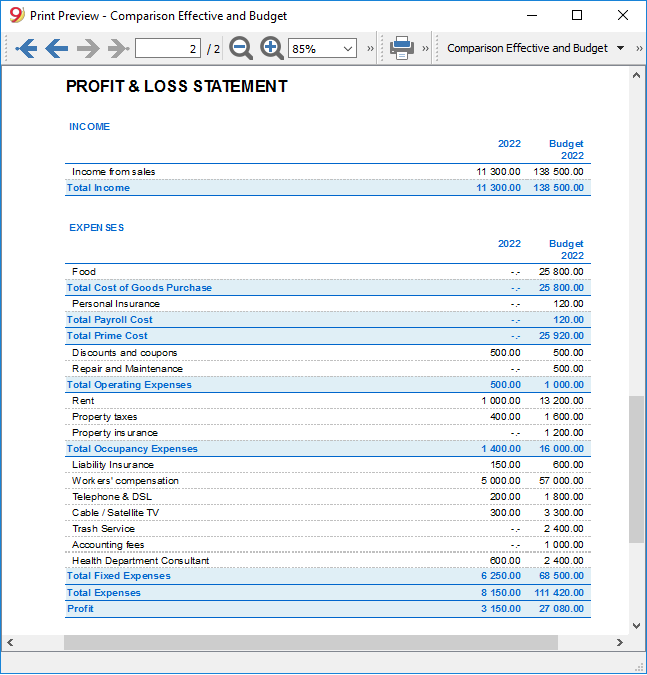 Print Preview - Comparison Effective and Budget
2 / 2 85% » » Comparison Effective and Budget »
PROFIT & LOSS STATEMENT
INCOME
2022 Budget
2022
Income from sales 11 300.00 138 500.00
Total Income 11 300.00 138 500.00
EXPENSES
2022 Budget
2022
Food -.- 25 800.00
Total Cost of Goods Purchase -.- 25 800.00
Personal Insurance -.- 120.00
Total Payroll Cost -.- 120.00
Total Prime Cost -.- 25 920.00
Discounts and coupons 500.00 500.00
Repair and Maintenance -.- 500.00
Total Operating Expenses 500.00 1 000.00
Rent 1 000.00 13 200.00
Property taxes 400.00 1 600.00
Property insurance -.- 1 200.00
Total Occupancy Expenses 1 400.00 16 000.00
Liability Insurance 150.00 600.00
Workers' compensation 5 000.00 57 000.00
Telephone & DSL 200.00 1 800.00
Cable / Satellite TV 300.00 3 300.00
Trash Service -.- 2 400.00
Accounting fees -.- 1 000.00
Health Department Consultant 600.00 2 400.00
Total Fixed Expenses 6 250.00 68 500.00
Total Expenses 8 150.00 111 420.00
Profit 3 150.00 27 080.00